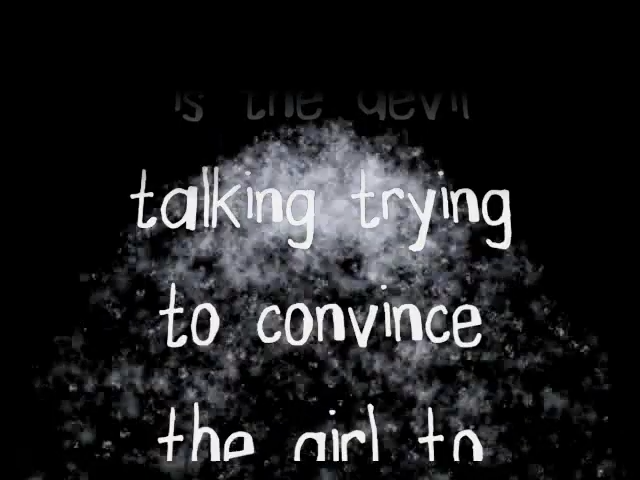 is the devil
talking trying
to convince
the girl to